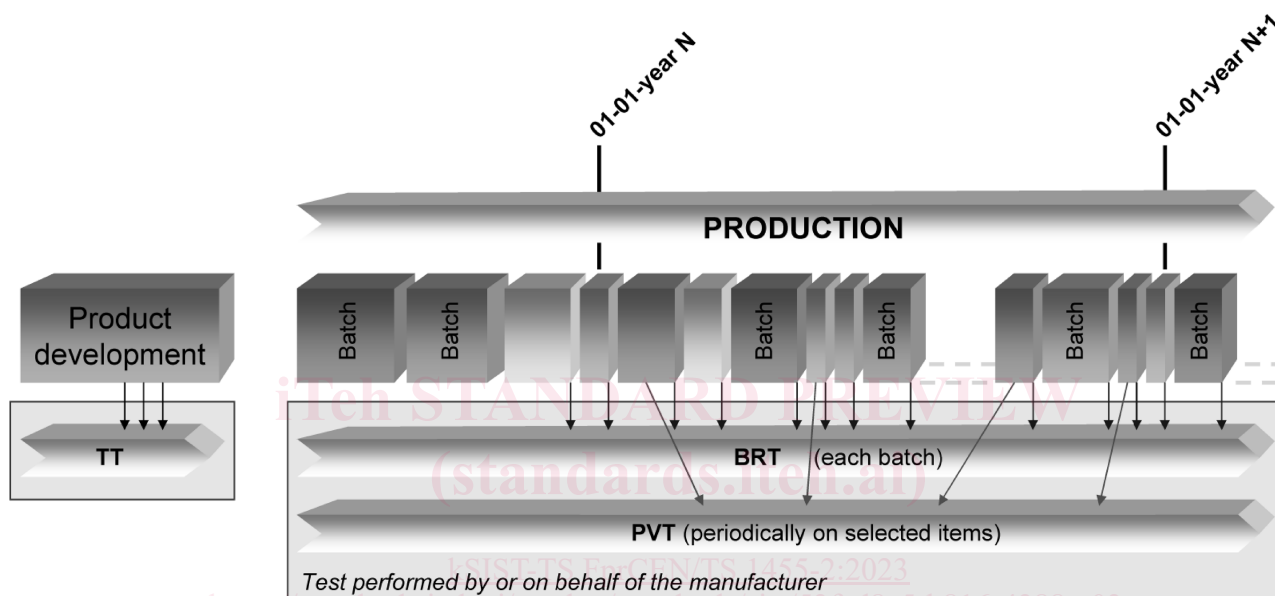 01-01-year N
01-01-year N+1
PRODUCTION
Product
development
Batch
Batch
Batch
Batch
Batch
Batch
iTeh STANDARD PREVIEW
TT
BRT (each batch)
(standards.iteh.ai)
PVT (periodically on selected items)
kSIST-TS FprCEN/TS 1455-2:2023
Test performed by or on behalf of the manufacturer